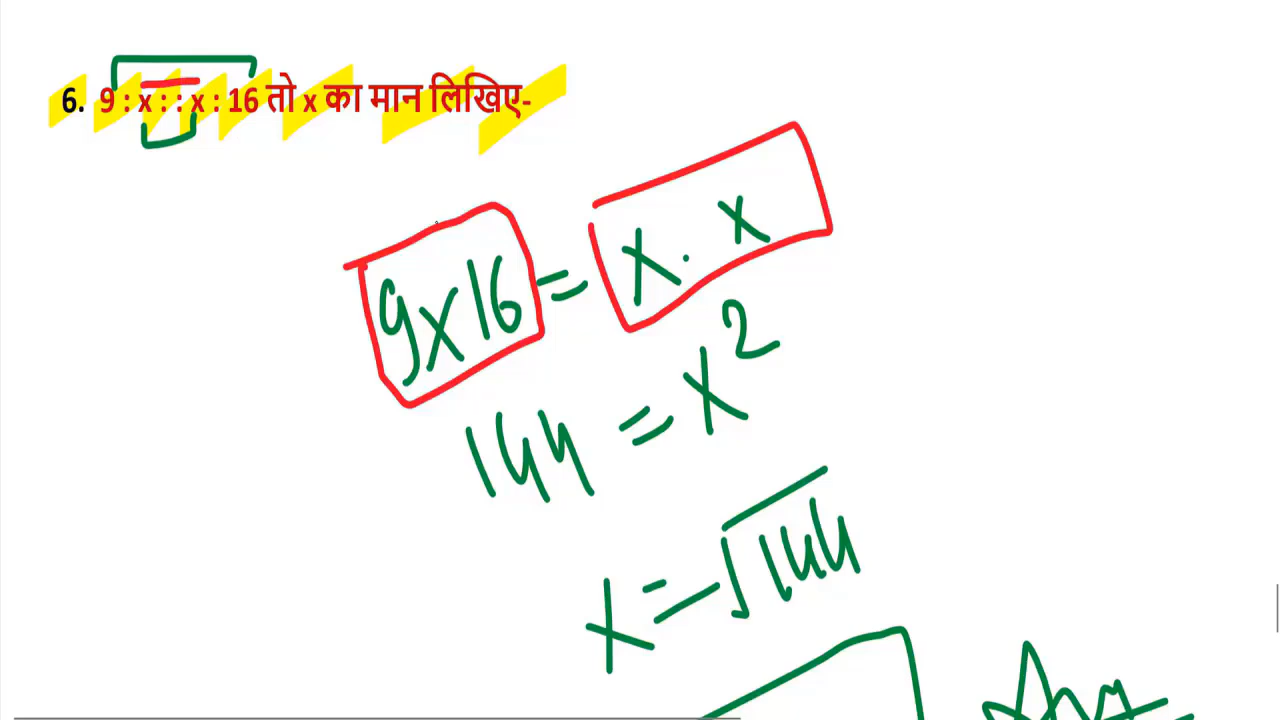 6. 9 : x : : x : 16 तो x का मान लिखिए-
9x16 = x . x
144 = x²
x = √144